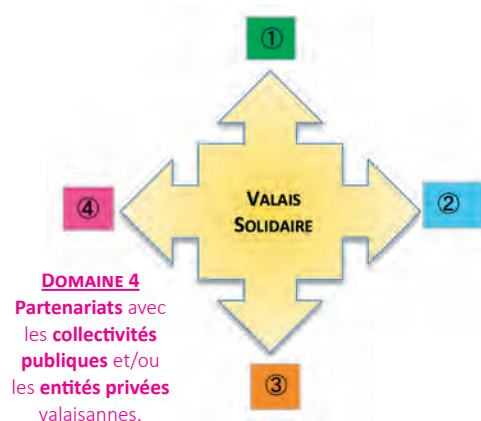 ①
④
VALAIS
SOLIDAIRE
②
DOMAINE 4
Partenariats avec
les collectivités
publiques et/ou
les entités privées
valaisannes.
③